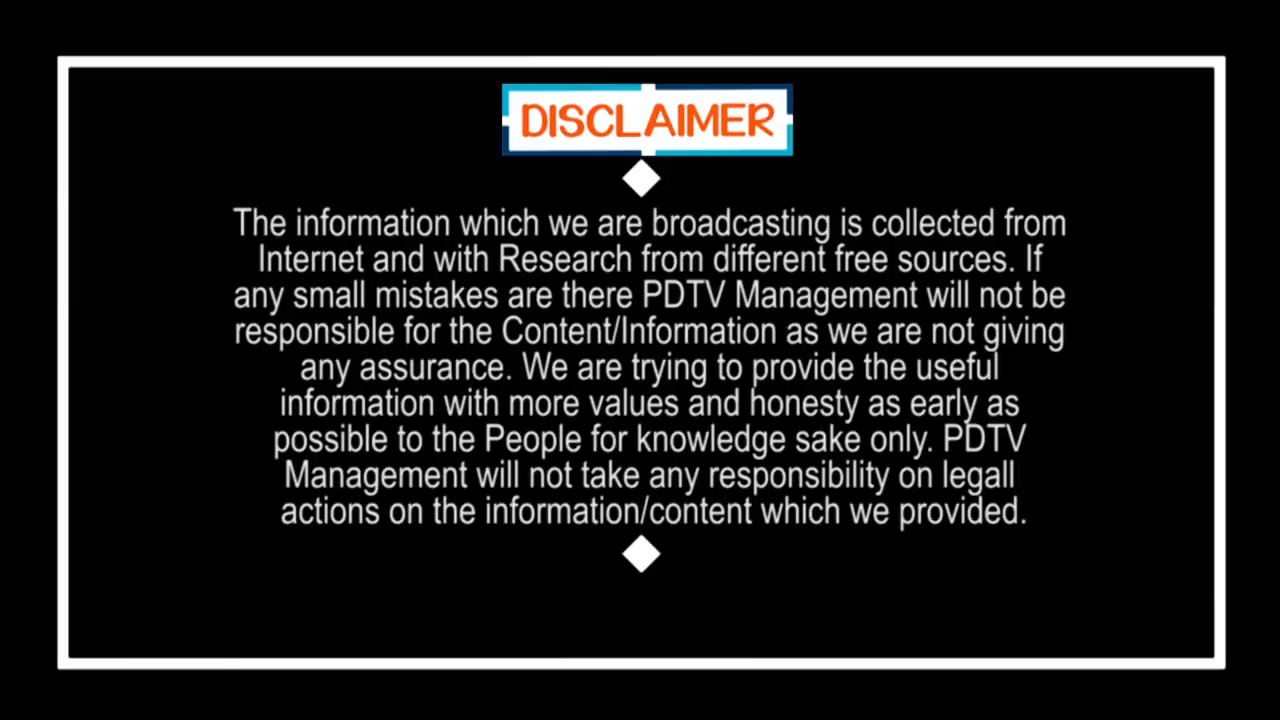 DISCLAIMER
The information which we are broadcasting is collected from
Internet and with Research from different free sources. If
any small mistakes are there PDTV Management will not be
responsible for the Content/Information as we are not giving
any assurance. We are trying to provide the useful
information with more values and honesty as early as
possible to the People for knowledge sake only. PDTV
Management will not take any responsibility on legall
actions on the information/content which we provided.